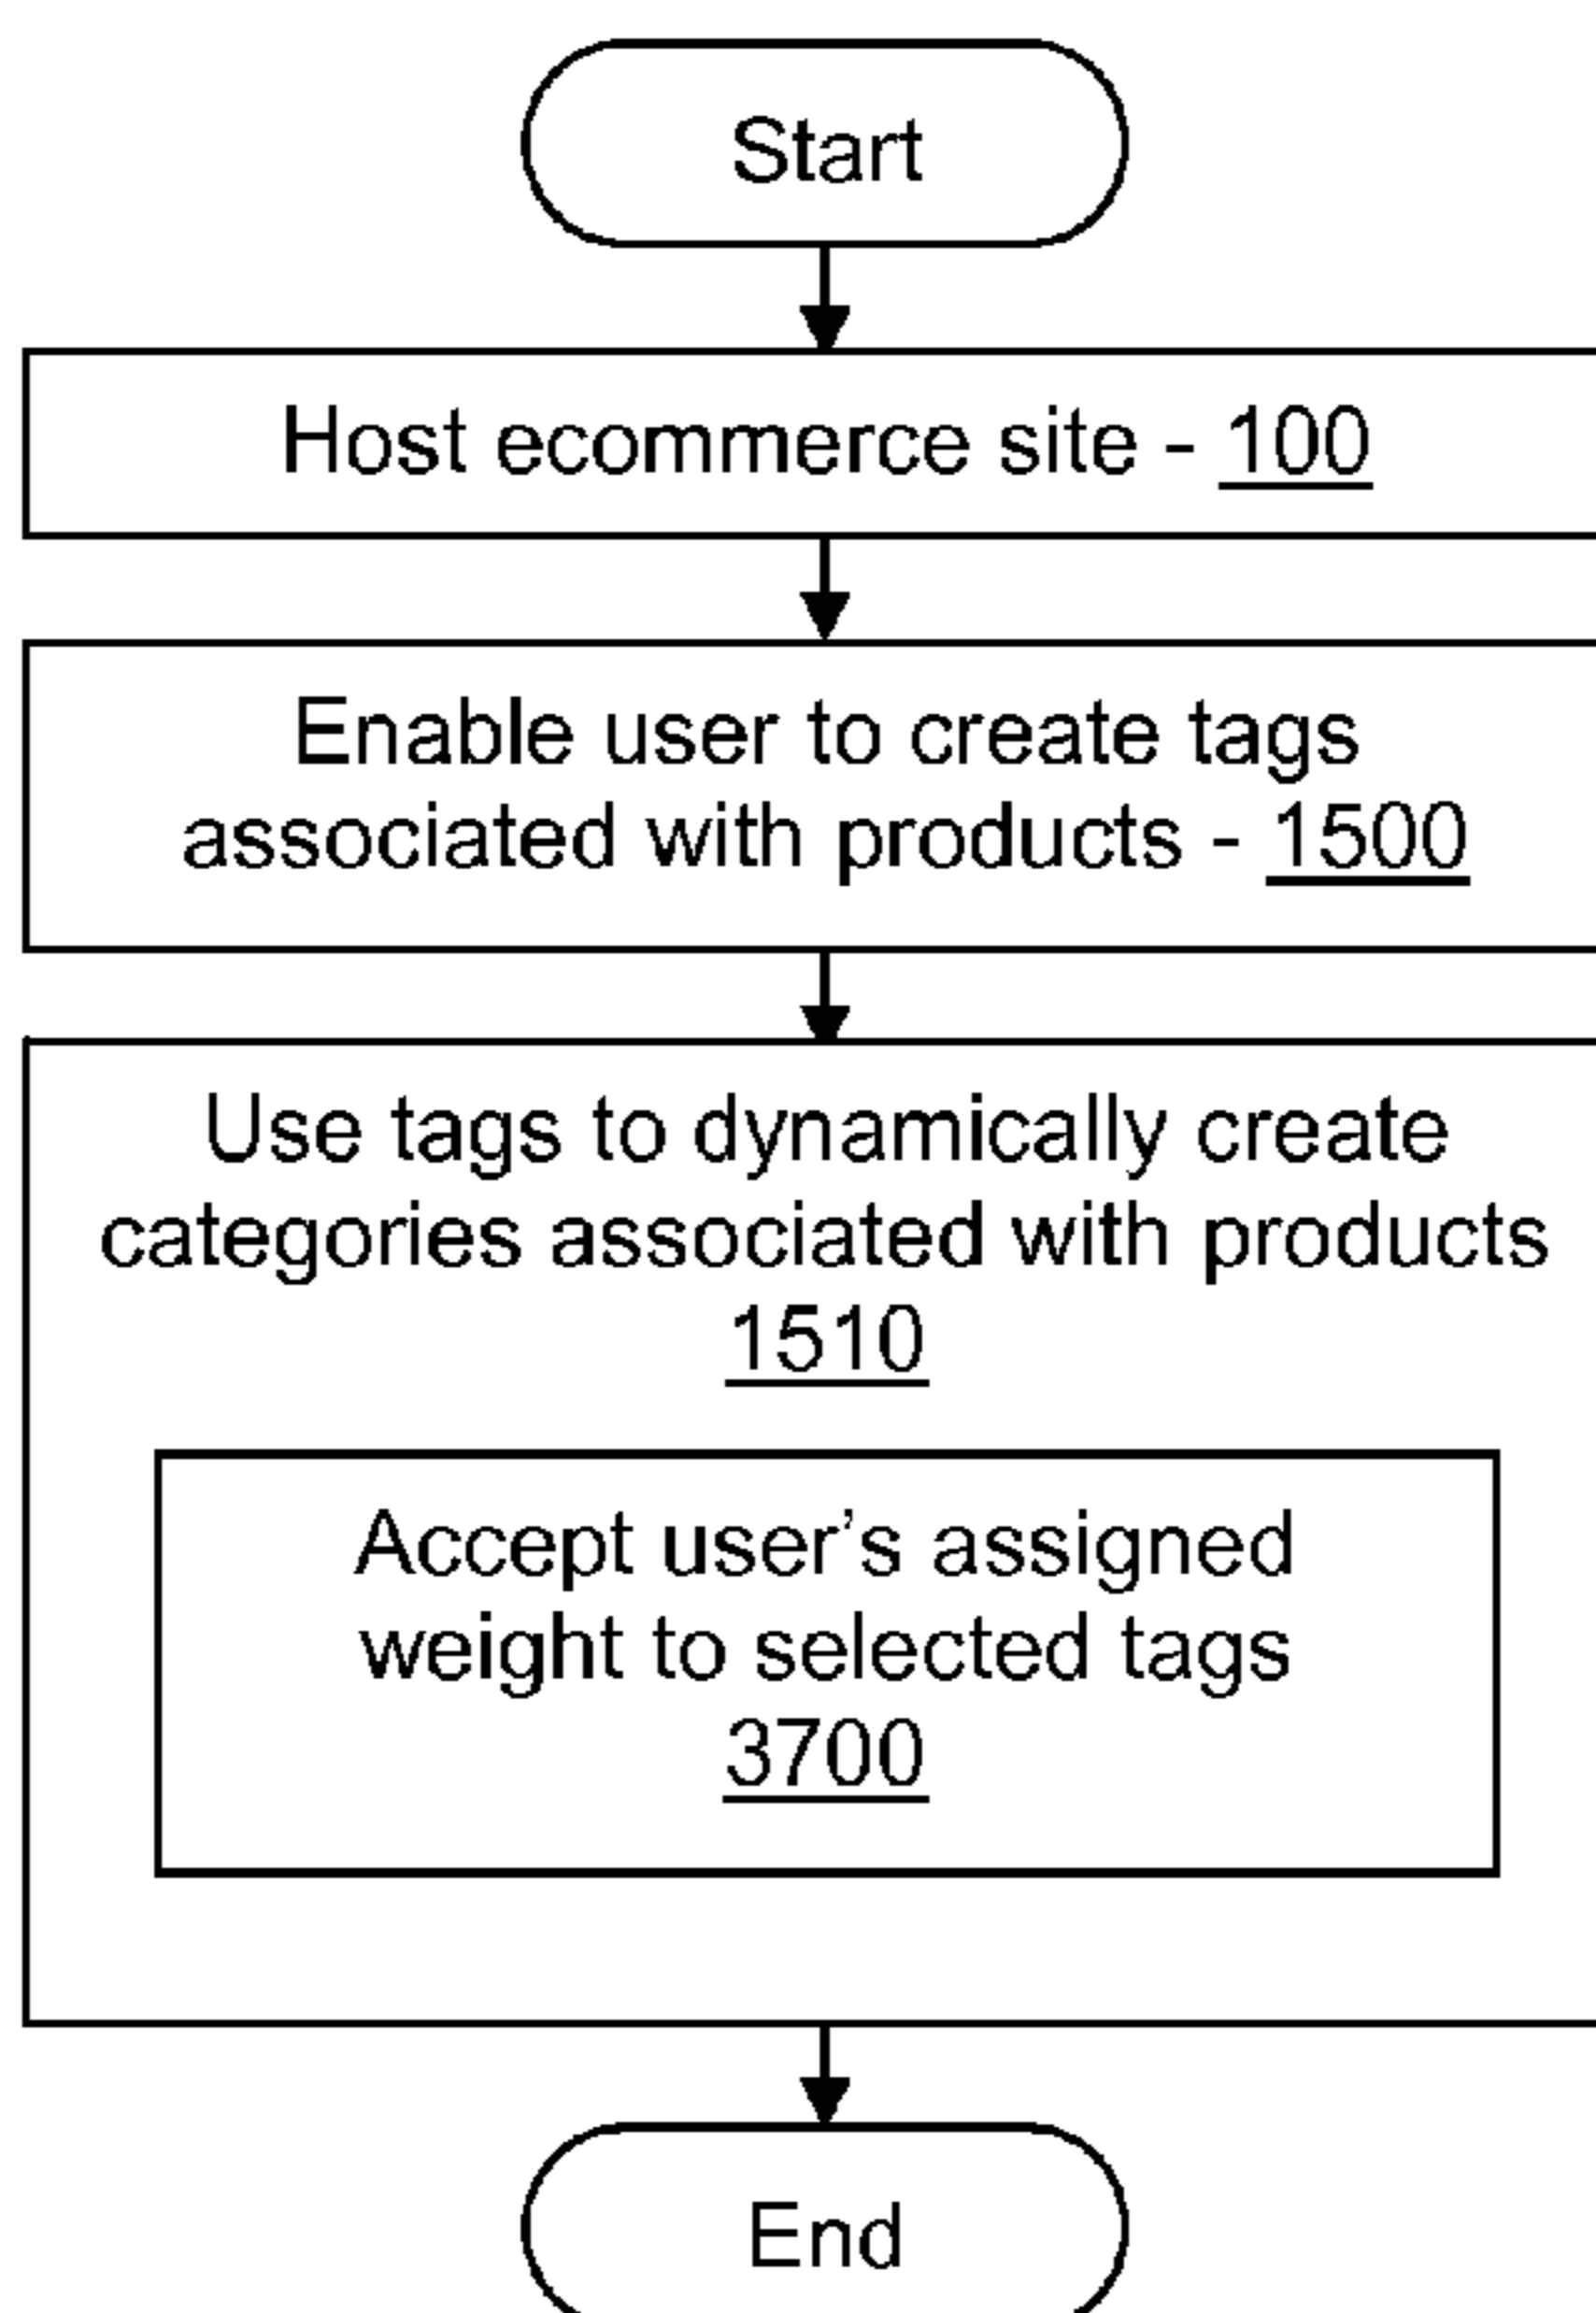 Start
Host ecommerce site - 100
Enable user to create tags
associated with products - 1500
Use tags to dynamically create
categories associated with products
1510
Accept user’s assigned
weight to selected tags
3700
End